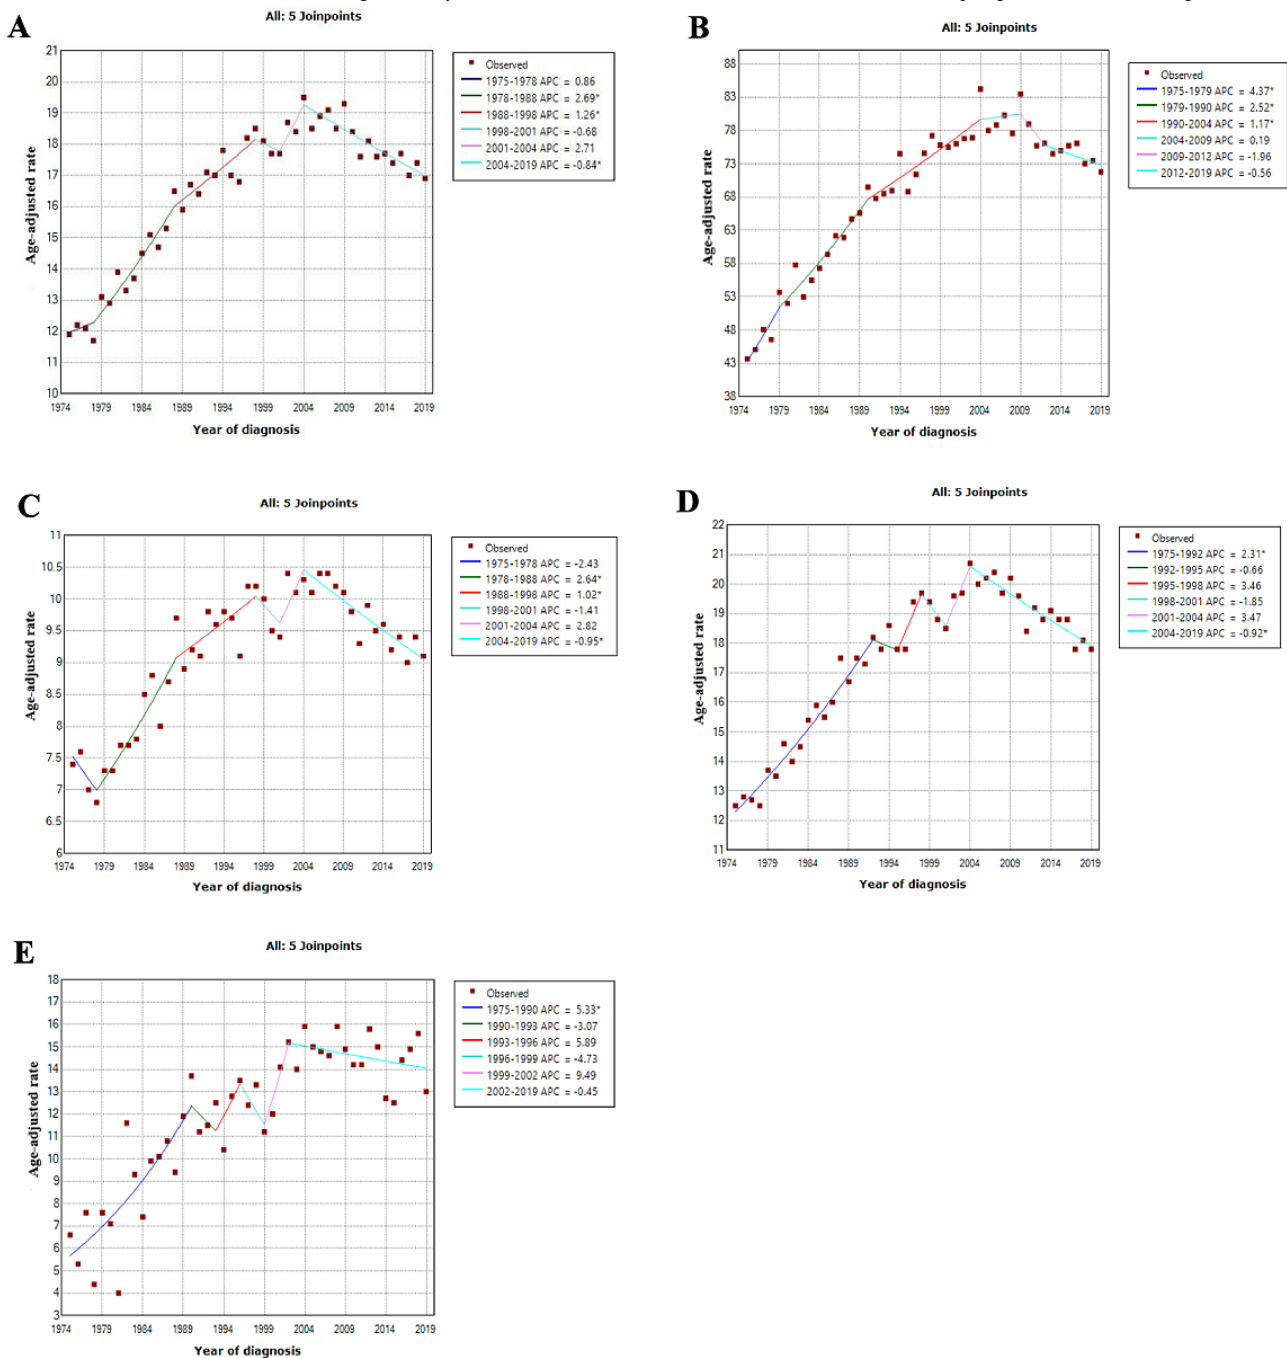 A
All: 5 Joinpoints
Age-adjusted rate
21
20
19
18
17
16
15
14
13
12
11
10
1974 1979 1984 1989 1994 1999 2004 2009 2014 2019
Year of diagnosis
Observed
1975-1978 APC = 0.86
1978-1988 APC = 2.69*
1988-1998 APC = 1.26*
1998-2001 APC = -0.68
2001-2004 APC = 2.71
2004-2019 APC = -0.84*
B
All: 5 Joinpoints
Age-adjusted rate
88
83
78
73
68
63
58
53
48
43
38
1974 1979 1984 1989 1994 1999 2004 2009 2014 2019
Year of diagnosis
Observed
1975-1979 APC = 4.37*
1979-1990 APC = 2.52*
1990-2004 APC = 1.17*
2004-2009 APC = 0.19
2009-2012 APC = -1.96
2012-2019 APC = -0.56
C
All: 5 Joinpoints
Age-adjusted rate
11
10.5
10
9.5
9
8.5
8
7.5
7
6.5
6
1974 1979 1984 1989 1994 1999 2004 2009 2014 2019
Year of diagnosis
Observed
1975-1978 APC = -2.43
1978-1988 APC = 2.64*
1988-1998 APC = 1.02*
1998-2001 APC = -1.41
2001-2004 APC = 2.82
2004-2019 APC = -0.95*
D
All: 5 Joinpoints
Age-adjusted rate
22
21
20
19
18
17
16
15
14
13
12
11
1974 1979 1984 1989 1994 1999 2004 2009 2014 2019
Year of diagnosis
Observed
1975-1992 APC = 2.31*
1992-1995 APC = -0.66
1995-1998 APC = 3.46
1998-2001 APC = -1.85
2001-2004 APC = 3.47
2004-2019 APC = -0.92*
E
All: 5 Joinpoints
Age-adjusted rate
18
17
16
15
14
13
12
11
10
9
8
7
6
5
4
3
1974 1979 1984 1989 1994 1999 2004 2009 2014 2019
Year of diagnosis
Observed
1975-1990 APC = 5.33*
1990-1993 APC = -3.07
1993-1996 APC = 5.89
1996-1999 APC = -4.73
1999-2002 APC = 9.49
2002-2019 APC = -0.45